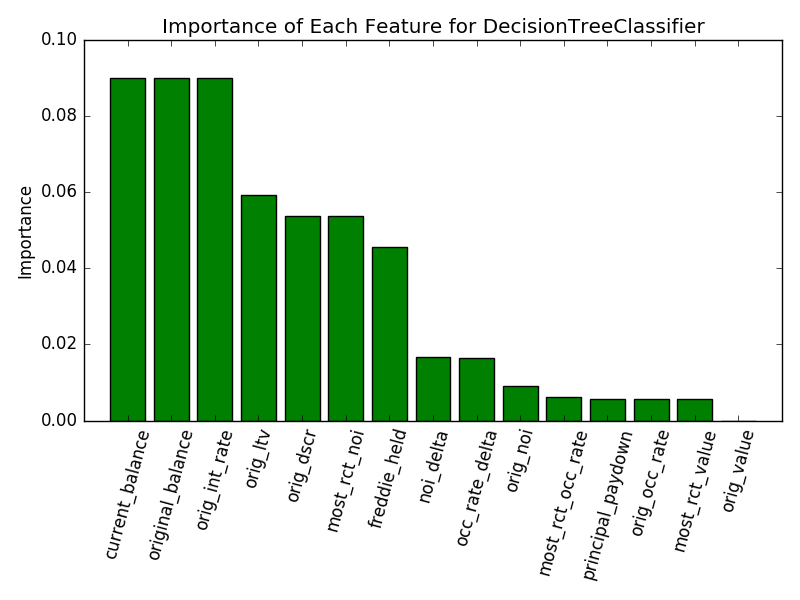 Importance of Each Feature for DecisionTreeClassifier
0.10
0.08
0.06
0.04
0.02
0.00
Importance
current_balance
original_balance
orig_int_rate
orig_ltv
orig_dscr
most_rct_noi
freddie_held
noi_delta
occ_rate_delta
orig_noi
most_rct_occ_rate
principal_paydown
orig_occ_rate
most_rct_value
orig_value